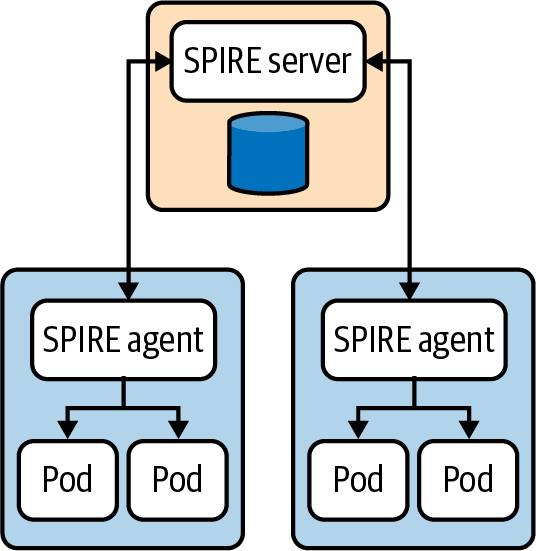 SPIRE server
SPIRE agent
SPIRE agent
Pod
Pod
Pod
Pod